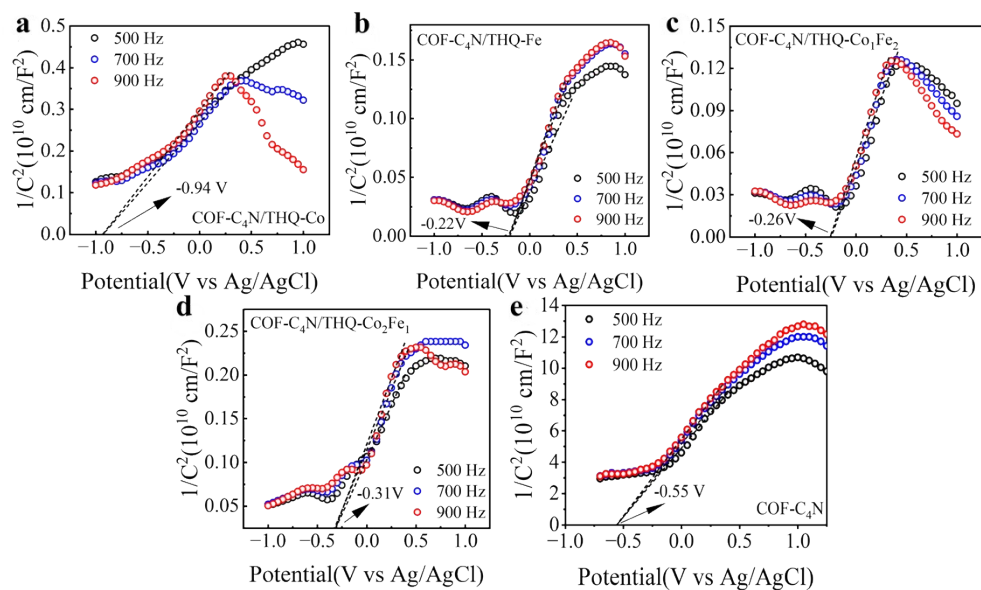 a
0.5
0.4
0.3
0.2
0.1
0.0
1/C²(10¹⁰ cm/F²)
500 Hz
700 Hz
900 Hz
-0.94 V
COF-C₄N/THQ-Co
−1.0 −0.5 0.0 0.5 1.0
Potential(V vs Ag/AgCl)
b
COF-C₄N/THQ-Fe
0.15
0.10
0.05
0.00
1/C²(10¹⁰ cm/F²)
500 Hz
700 Hz
900 Hz
-0.22V
−1.0 −0.5 0.0 0.5 1.0
Potential(V vs Ag/AgCl)
c
COF-C₄N/THQ-Co₁Fe₂
0.15
0.12
0.09
0.06
0.03
0.00
1/C²(10¹⁰ cm/F²)
500 Hz
700 Hz
900 Hz
-0.26V
−1.0 −0.5 0.0 0.5 1.0
Potential(V vs Ag/AgCl)
d
COF-C₄N/THQ-Co₂Fe₁
0.25
0.20
0.15
0.10
0.05
1/C²(10¹⁰ cm/F²)
500 Hz
700 Hz
900 Hz
-0.31V
−1.0 −0.5 0.0 0.5 1.0
Potential(V vs Ag/AgCl)
e
14
12
10
8
6
4
2
0
1/C²(10¹⁰ cm/F²)
500 Hz
700 Hz
900 Hz
-0.55 V
COF-C₄N
−1.0 −0.5 0.0 0.5 1.0
Potential(V vs Ag/AgCl)